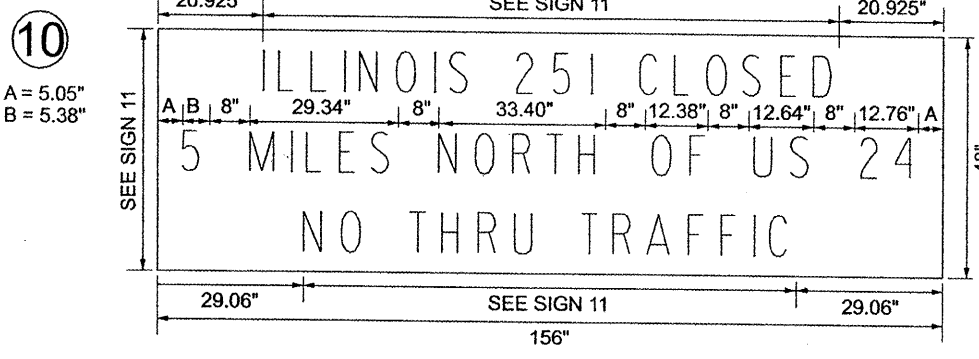 20.925" SEE SIGN 11 20.925"
10
A = 5.05"
B = 5.38"
SEE SIGN 11
ILLINOIS 251 CLOSED
A B 8" 29.34" 8" 33.40" 8" 12.38" 8" 12.64" 8" 12.76" A
5 MILES NORTH OF US 24
NO THRU TRAFFIC
29.06" SEE SIGN 11 29.06"
156"